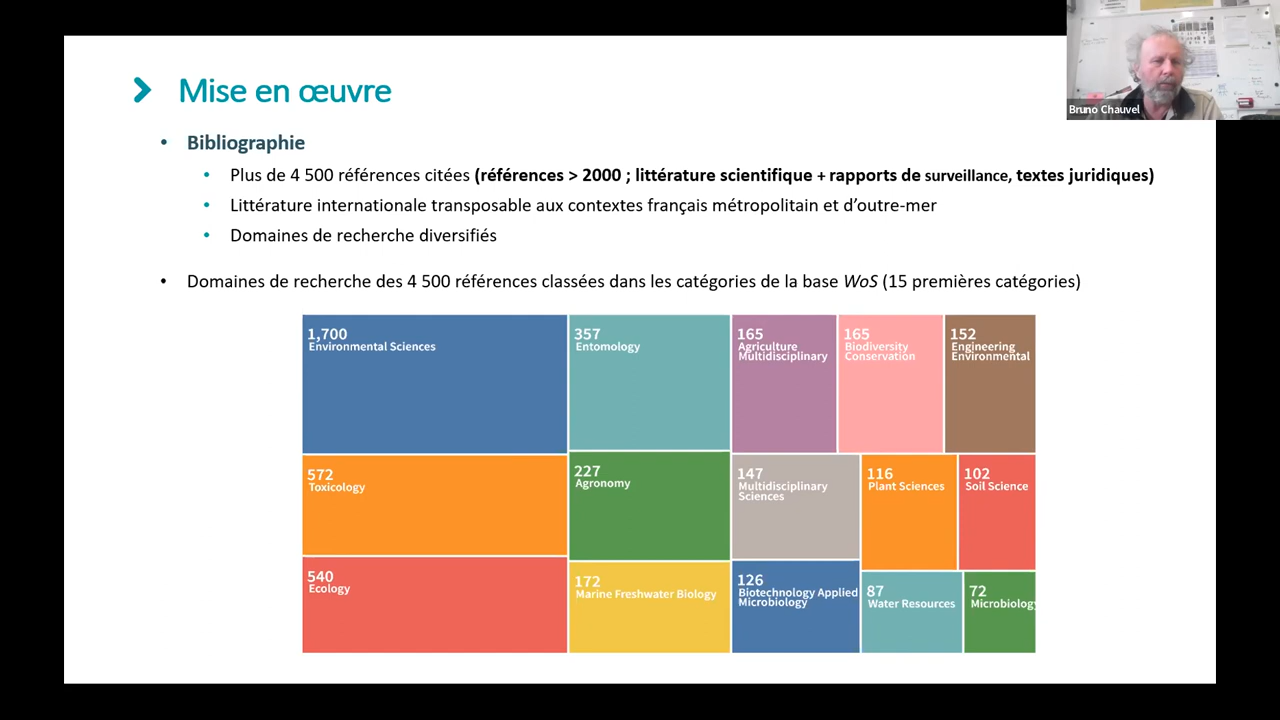 Mise en œuvre
Bruno Chauvel
• Bibliographie
• Plus de 4 500 références citées (références > 2000 ; littérature scientifique + rapports de surveillance, textes juridiques)
• Littérature internationale transposable aux contextes français métropolitain et d’outre-mer
• Domaines de recherche diversifiés
• Domaines de recherche des 4 500 références classées dans les catégories de la base WoS (15 premières catégories)
1,700
Environmental Sciences
357
Entomology
165
Agriculture
Multidisciplinary
165
Biodiversity
Conservation
152
Engineering
Environmental
572
Toxicology
227
Agronomy
147
Multidisciplinary
Sciences
116
Plant Sciences
102
Soil Science
540
Ecology
172
Marine Freshwater Biology
126
Biotechnology Applied
Microbiology
87
Water Resources
72
Microbiology